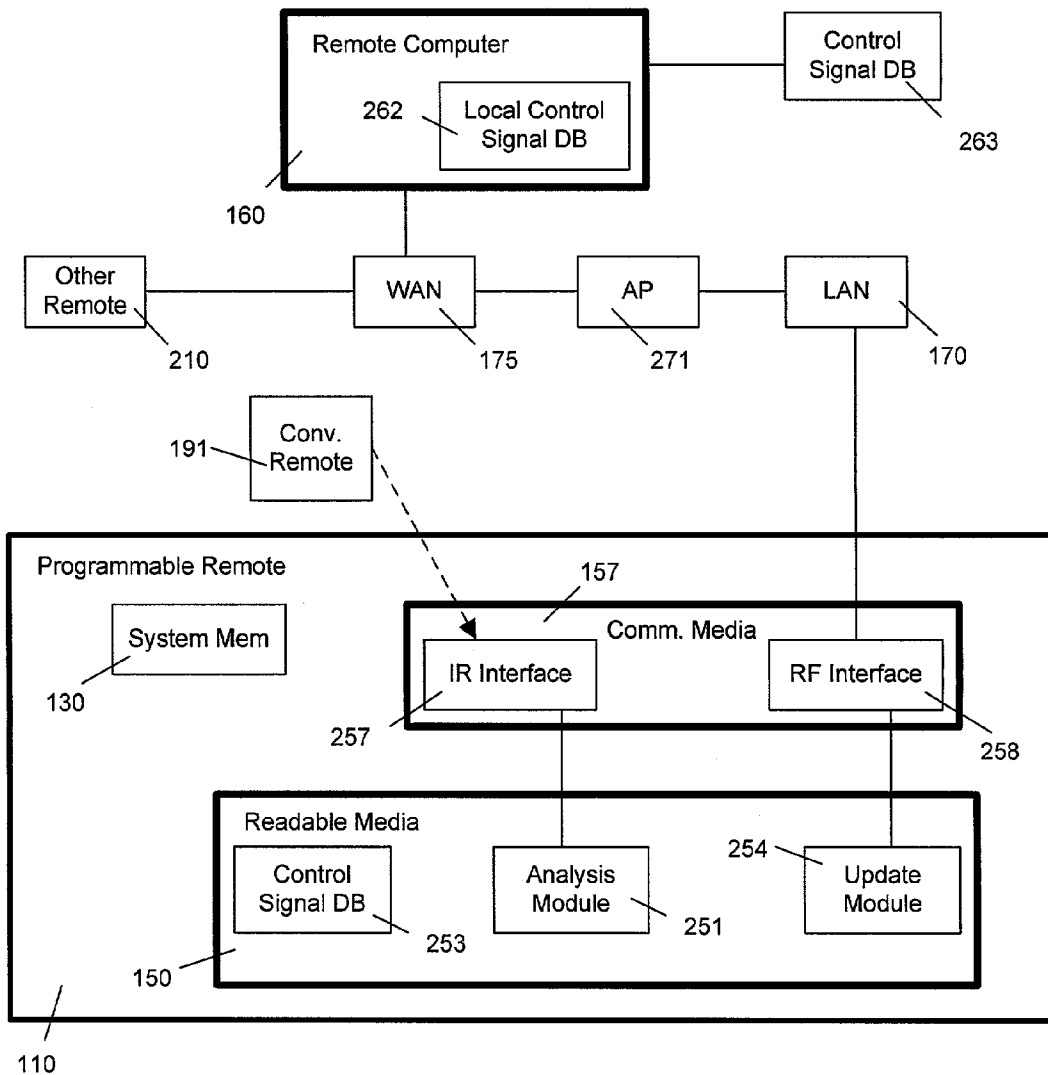 Remote Computer
262
Local Control
Signal DB
160
Control
Signal DB
263
Other
Remote
210
WAN
175
AP
271
LAN
170
191
Conv.
Remote
Programmable Remote
System Mem
130
157
Comm. Media
IR Interface
257
RF Interface
258
Readable Media
Control
Signal DB
253
Analysis
Module
251
254
Update
Module
150
110